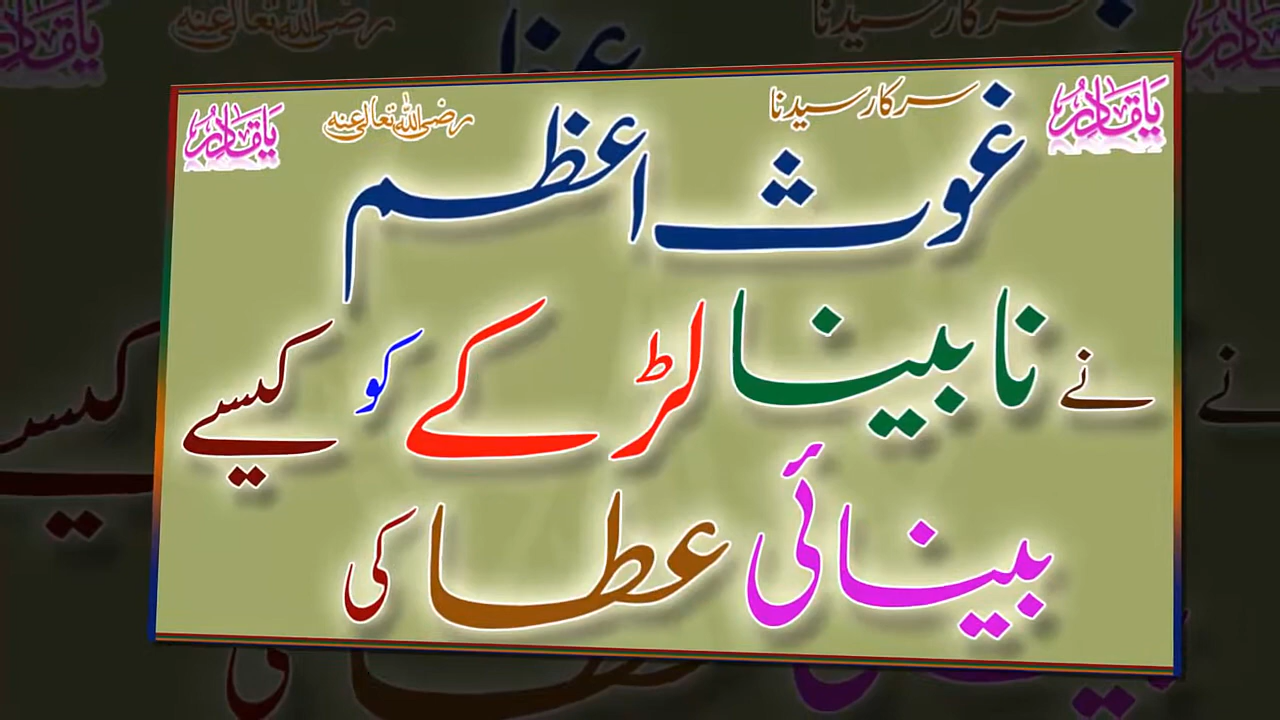 یاقادرُ سرکار سیدنا رضی اللہ تعالیٰ عنہ یاقادرُ
غوث اعظم
نے نابینا لڑکے کو کیسے
بینائی عطا کی